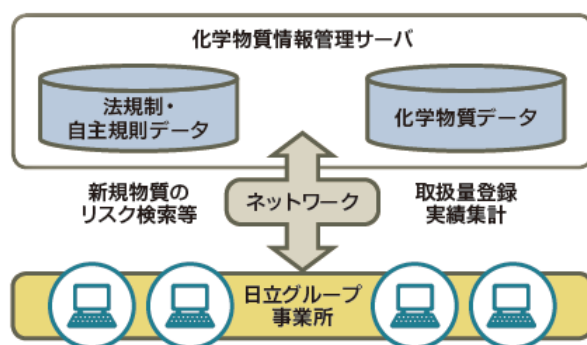 化学物質情報管理サーバ
法規制・
自主規則データ
化学物質データ
新規物質の
リスク検索等
ネットワーク
取扱量登録
実績集計
日立グループ
事業所